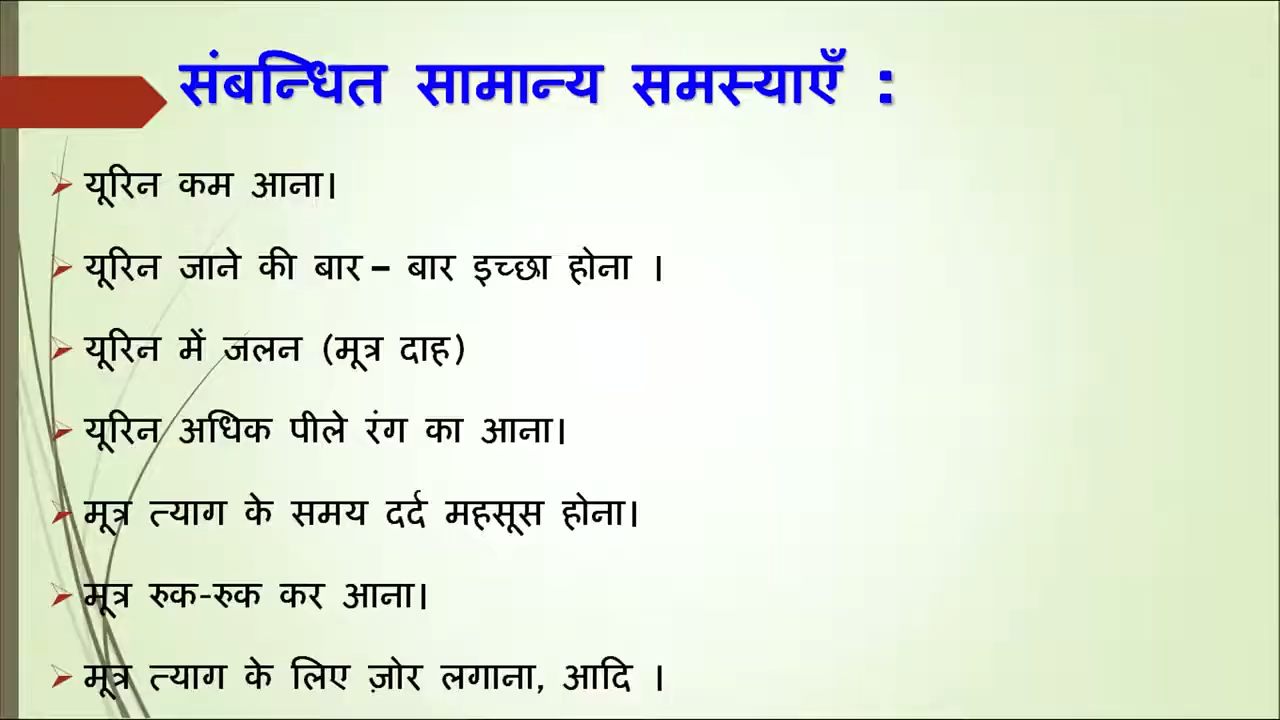 संबन्धित सामान्य समस्याएँ :
यूरिन कम आना।
यूरिन जाने की बार – बार इच्छा होना ।
यूरिन में जलन (मूत्र दाह)
यूरिन अधिक पीले रंग का आना।
मूत्र त्याग के समय दर्द महसूस होना।
मूत्र रुक-रुक कर आना।
मूत्र त्याग के लिए ज़ोर लगाना, आदि ।